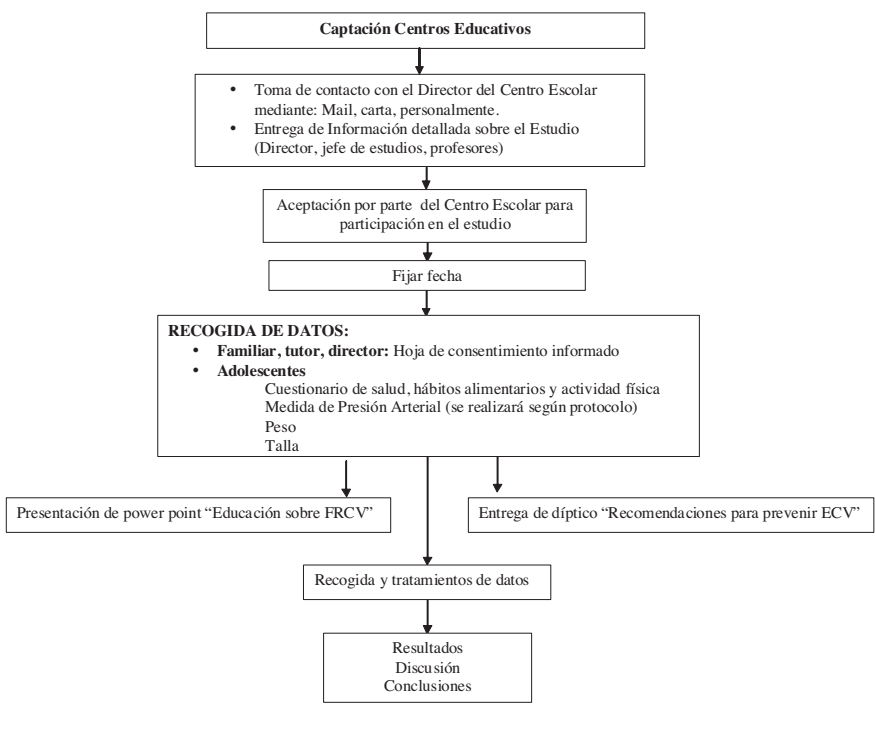 Captación Centros Educativos
• Toma de contacto con el Director del Centro Escolar
mediante: Mail, carta, personalmente.
• Entrega de Información detallada sobre el Estudio
(Director, jefe de estudios, profesores)
Aceptación por parte del Centro Escolar para
participación en el estudio
Fijar fecha
RECOGIDA DE DATOS:
• Familiar, tutor, director: Hoja de consentimiento informado
• Adolescentes
Cuestionario de salud, hábitos alimentarios y actividad física
Medida de Presión Arterial (se realizará según protocolo)
Peso
Talla
Presentación de power point “Educación sobre FRCV”
Entrega de díptico “Recomendaciones para prevenir ECV”
Recogida y tratamientos de datos
Resultados
Discusión
Conclusiones